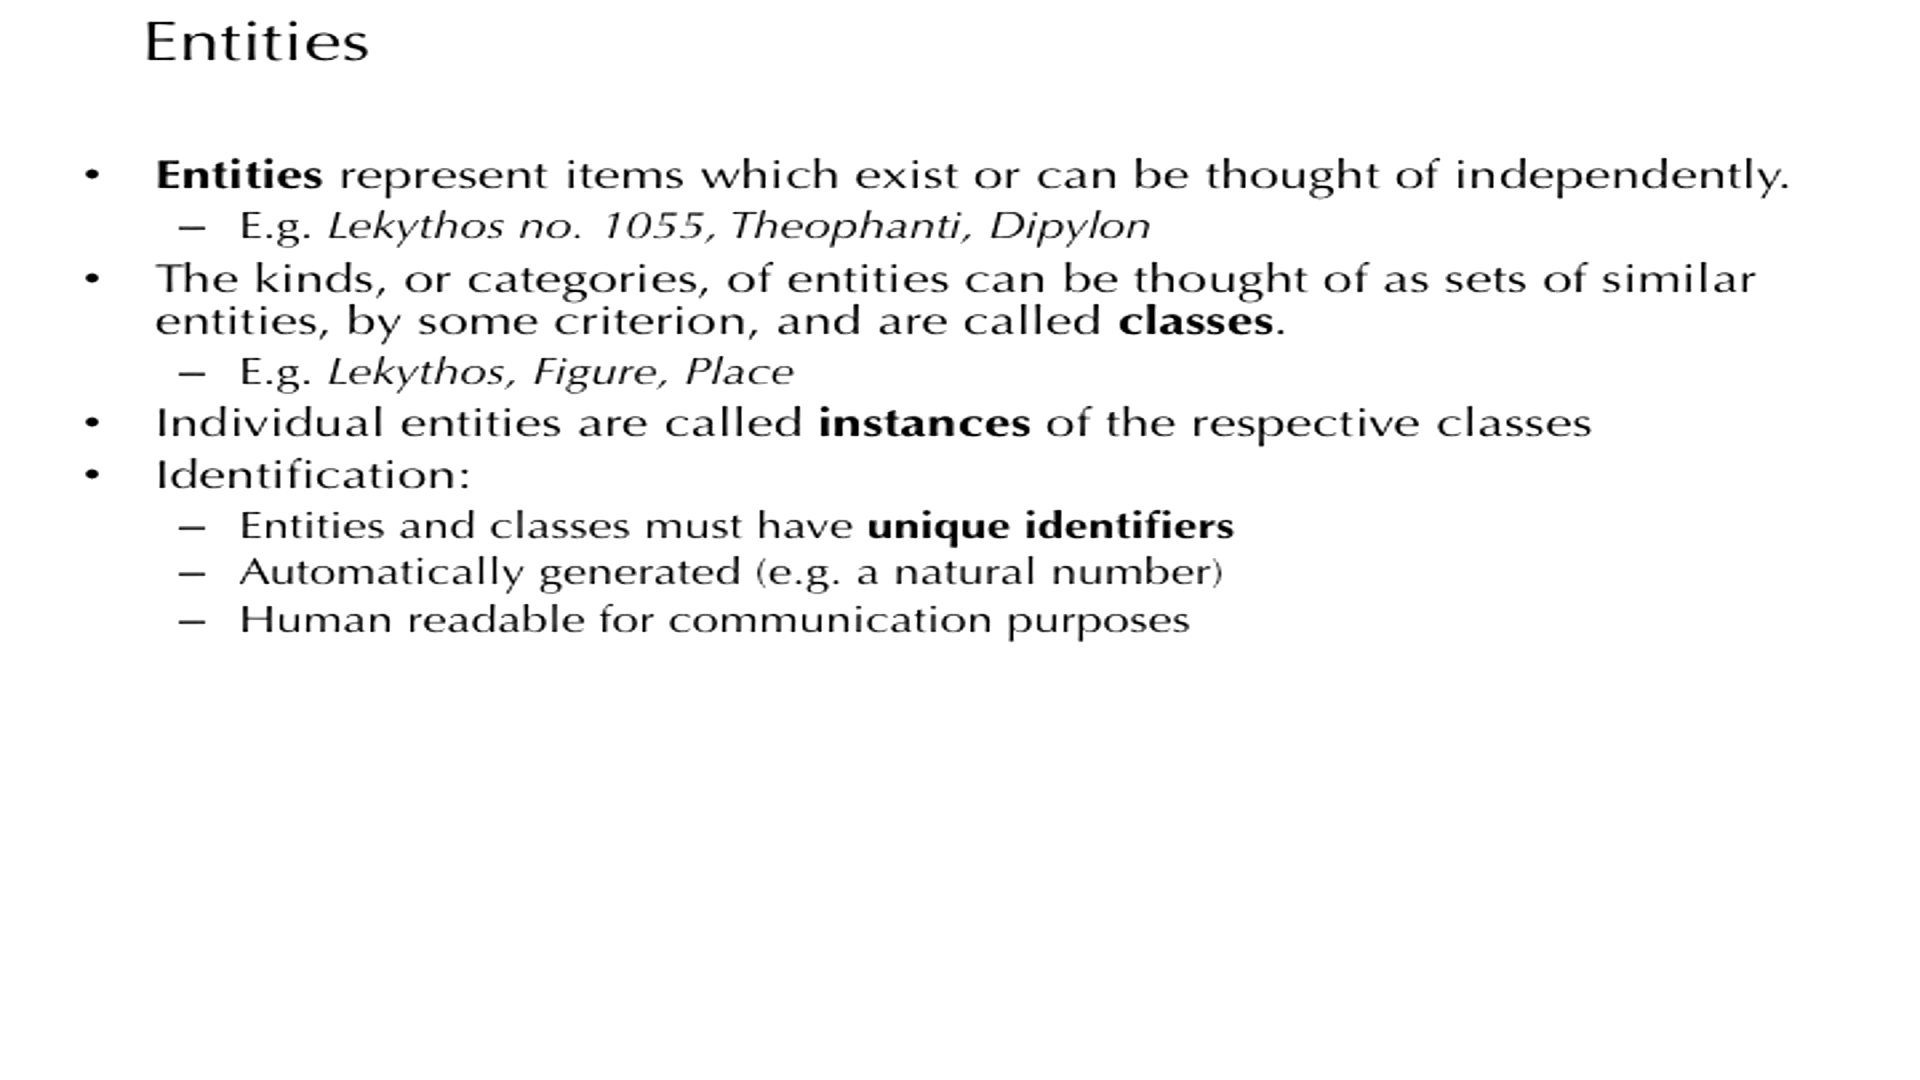 Entities
• Entities represent items which exist or can be thought of independently.
– E.g. Lekythos no. 1055, Theophanti, Dipylon
• The kinds, or categories, of entities can be thought of as sets of similar
entities, by some criterion, and are called classes.
– E.g. Lekythos, Figure, Place
• Individual entities are called instances of the respective classes
• Identification:
– Entities and classes must have unique identifiers
– Automatically generated (e.g. a natural number)
– Human readable for communication purposes